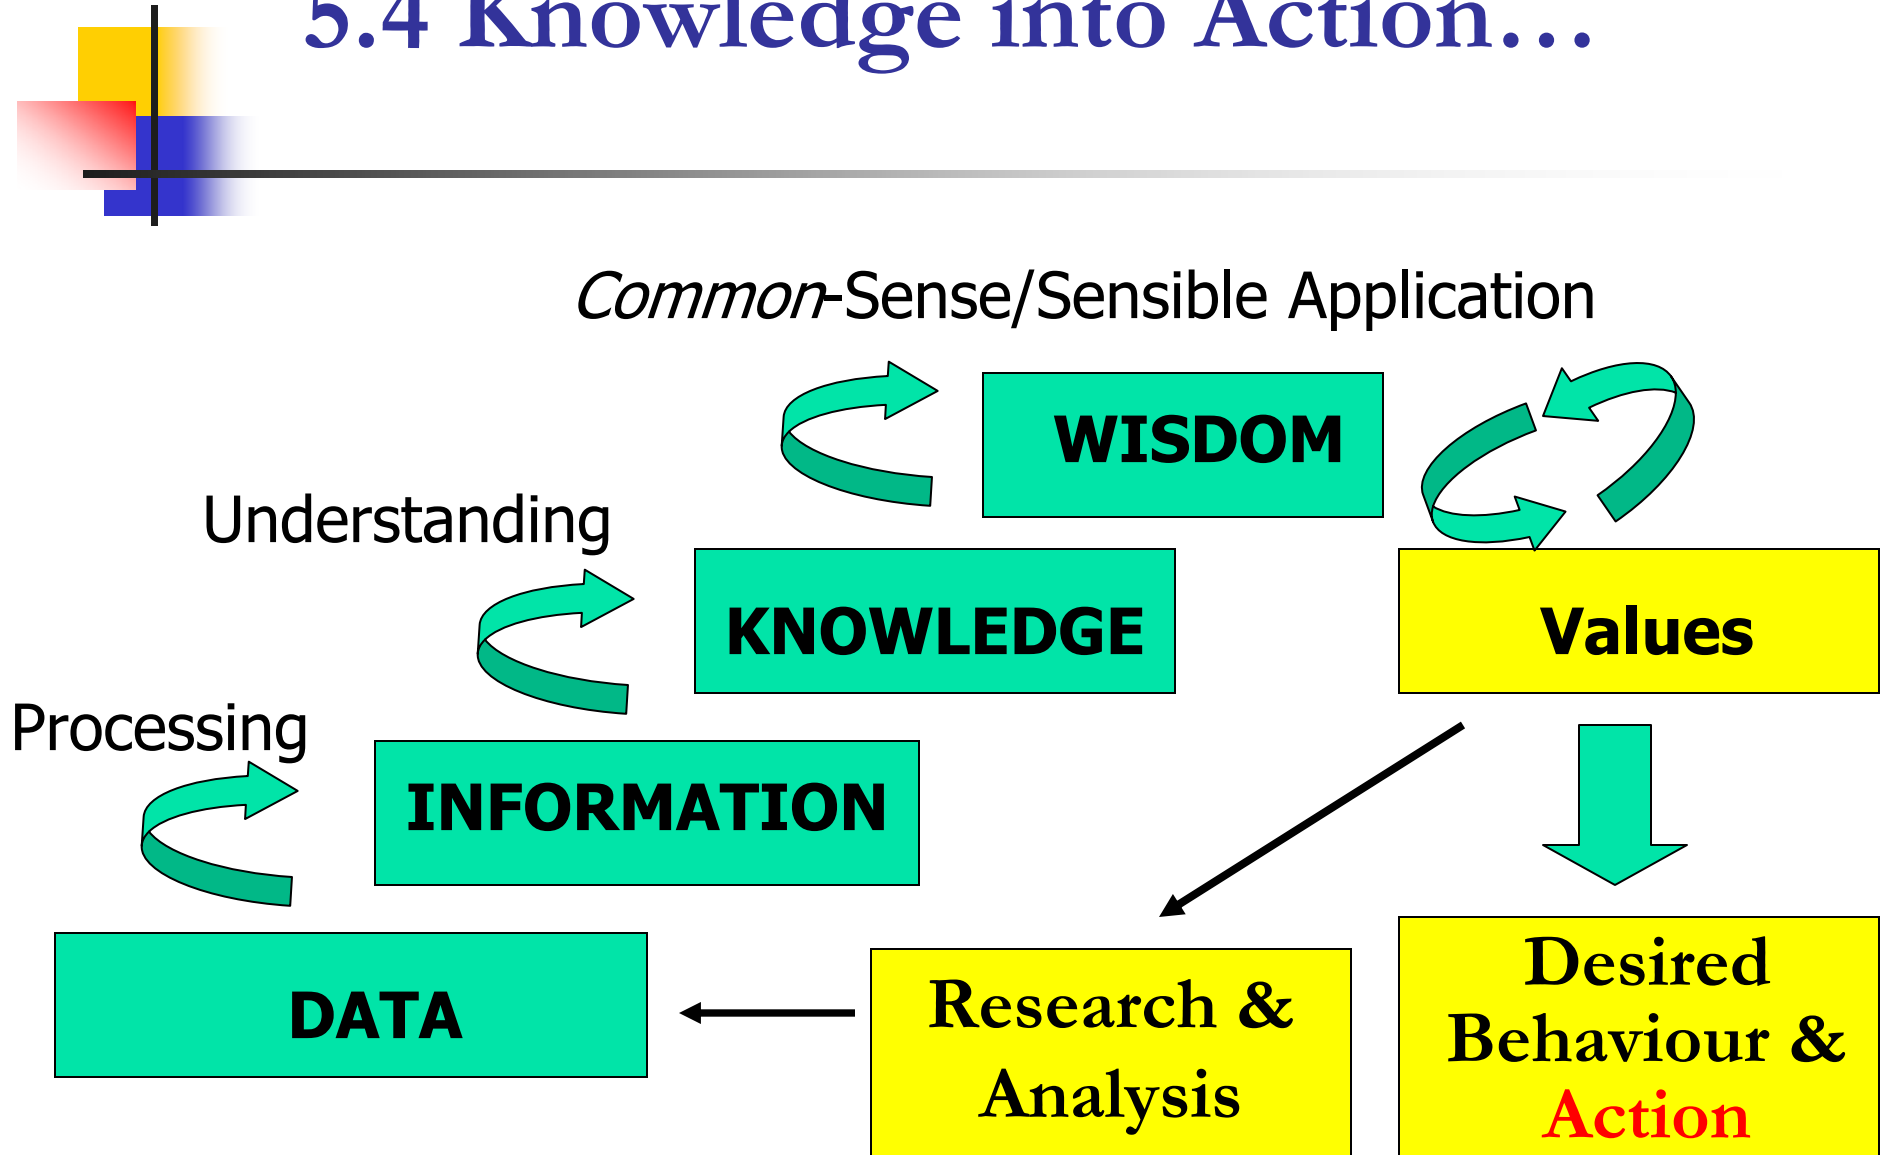 5.4 Knowledge into Action…
Common-Sense/Sensible Application
WISDOM
Understanding
KNOWLEDGE
Values
Processing
INFORMATION
DATA
Research &
Analysis
Desired
Behaviour &
Action